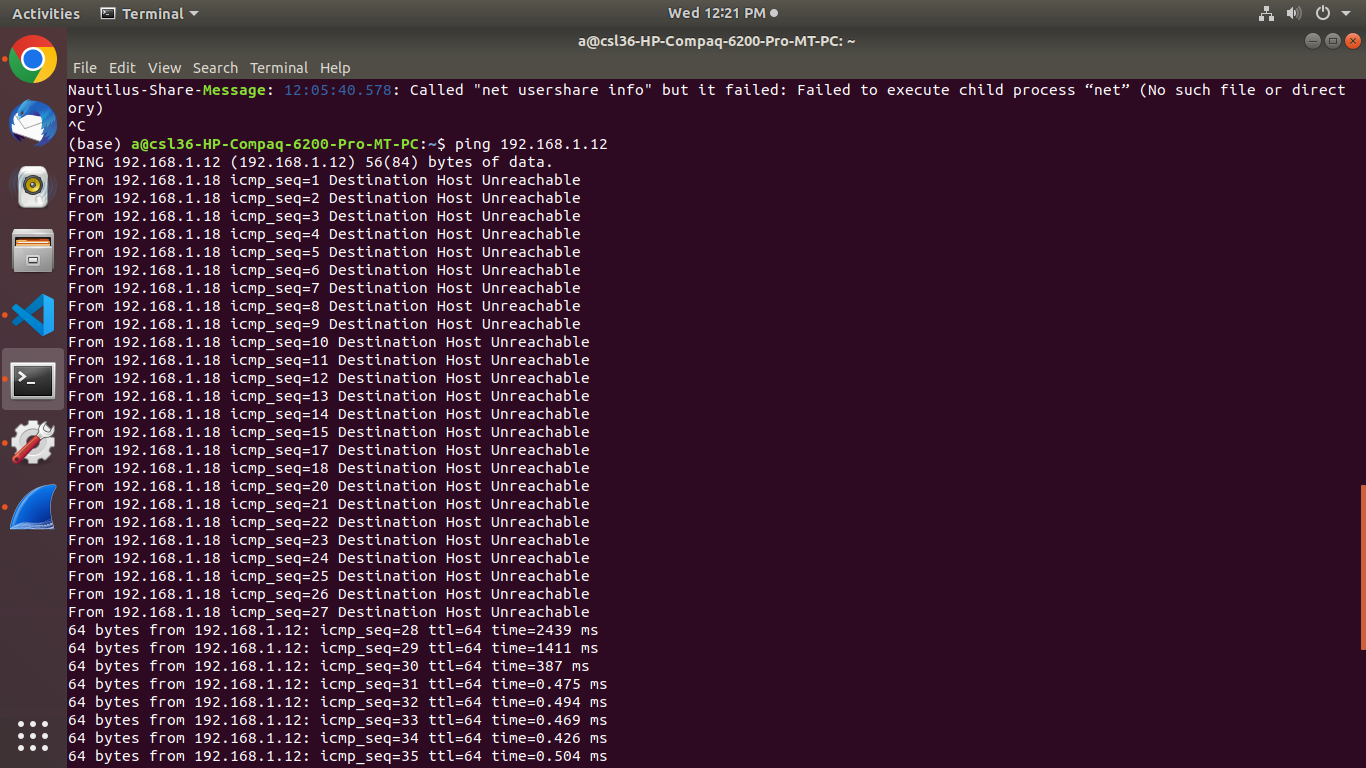 Activities Terminal Wed 12:21 PM
a@csl36-HP-Compaq-6200-Pro-MT-PC: ~
File Edit View Search Terminal Help
Nautilus-Share-Message: 12:05:40.578: Called "net usershare info" but it failed: Failed to execute child process “net” (No such file or direct
ory)
^C
(base) a@csl36-HP-Compaq-6200-Pro-MT-PC:~$ ping 192.168.1.12
PING 192.168.1.12 (192.168.1.12) 56(84) bytes of data.
From 192.168.1.18 icmp_seq=1 Destination Host Unreachable
From 192.168.1.18 icmp_seq=2 Destination Host Unreachable
From 192.168.1.18 icmp_seq=3 Destination Host Unreachable
From 192.168.1.18 icmp_seq=4 Destination Host Unreachable
From 192.168.1.18 icmp_seq=5 Destination Host Unreachable
From 192.168.1.18 icmp_seq=6 Destination Host Unreachable
From 192.168.1.18 icmp_seq=7 Destination Host Unreachable
From 192.168.1.18 icmp_seq=8 Destination Host Unreachable
From 192.168.1.18 icmp_seq=9 Destination Host Unreachable
From 192.168.1.18 icmp_seq=10 Destination Host Unreachable
From 192.168.1.18 icmp_seq=11 Destination Host Unreachable
From 192.168.1.18 icmp_seq=12 Destination Host Unreachable
From 192.168.1.18 icmp_seq=13 Destination Host Unreachable
From 192.168.1.18 icmp_seq=14 Destination Host Unreachable
From 192.168.1.18 icmp_seq=15 Destination Host Unreachable
From 192.168.1.18 icmp_seq=17 Destination Host Unreachable
From 192.168.1.18 icmp_seq=18 Destination Host Unreachable
From 192.168.1.18 icmp_seq=20 Destination Host Unreachable
From 192.168.1.18 icmp_seq=21 Destination Host Unreachable
From 192.168.1.18 icmp_seq=22 Destination Host Unreachable
From 192.168.1.18 icmp_seq=23 Destination Host Unreachable
From 192.168.1.18 icmp_seq=24 Destination Host Unreachable
From 192.168.1.18 icmp_seq=25 Destination Host Unreachable
From 192.168.1.18 icmp_seq=26 Destination Host Unreachable
From 192.168.1.18 icmp_seq=27 Destination Host Unreachable
64 bytes from 192.168.1.12: icmp_seq=28 ttl=64 time=2439 ms
64 bytes from 192.168.1.12: icmp_seq=29 ttl=64 time=1411 ms
64 bytes from 192.168.1.12: icmp_seq=30 ttl=64 time=387 ms
64 bytes from 192.168.1.12: icmp_seq=31 ttl=64 time=0.475 ms
64 bytes from 192.168.1.12: icmp_seq=32 ttl=64 time=0.494 ms
64 bytes from 192.168.1.12: icmp_seq=33 ttl=64 time=0.469 ms
64 bytes from 192.168.1.12: icmp_seq=34 ttl=64 time=0.426 ms
64 bytes from 192.168.1.12: icmp_seq=35 ttl=64 time=0.504 ms